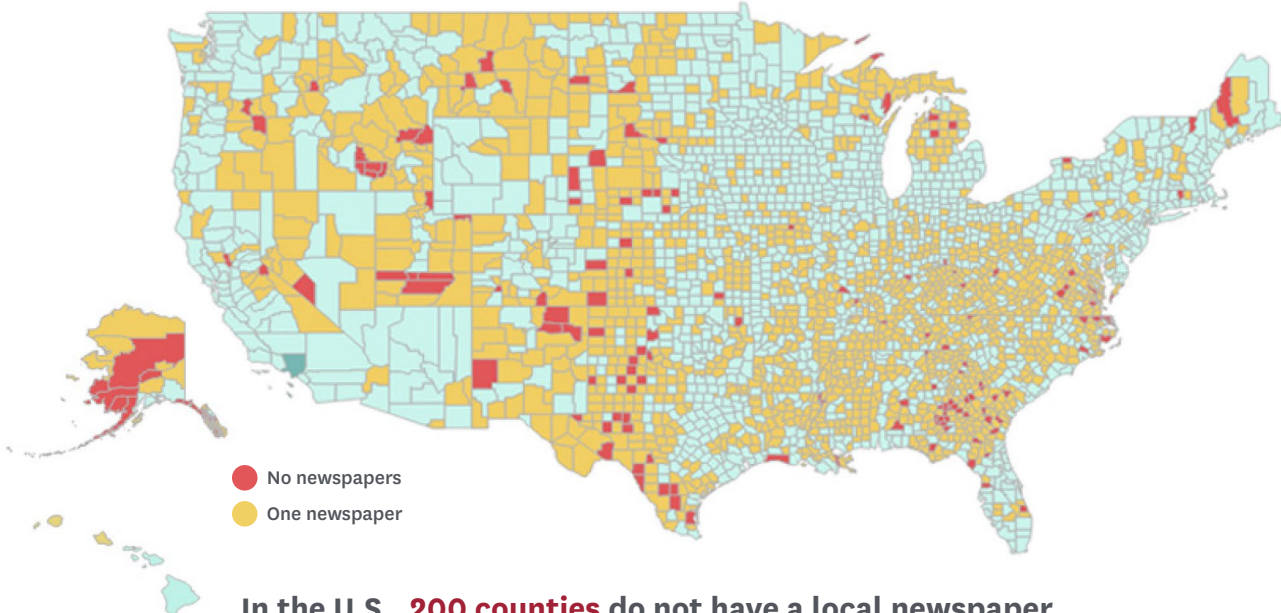 No newspapers
One newspaper
In the U.S., 200 counties do not have a local newspaper